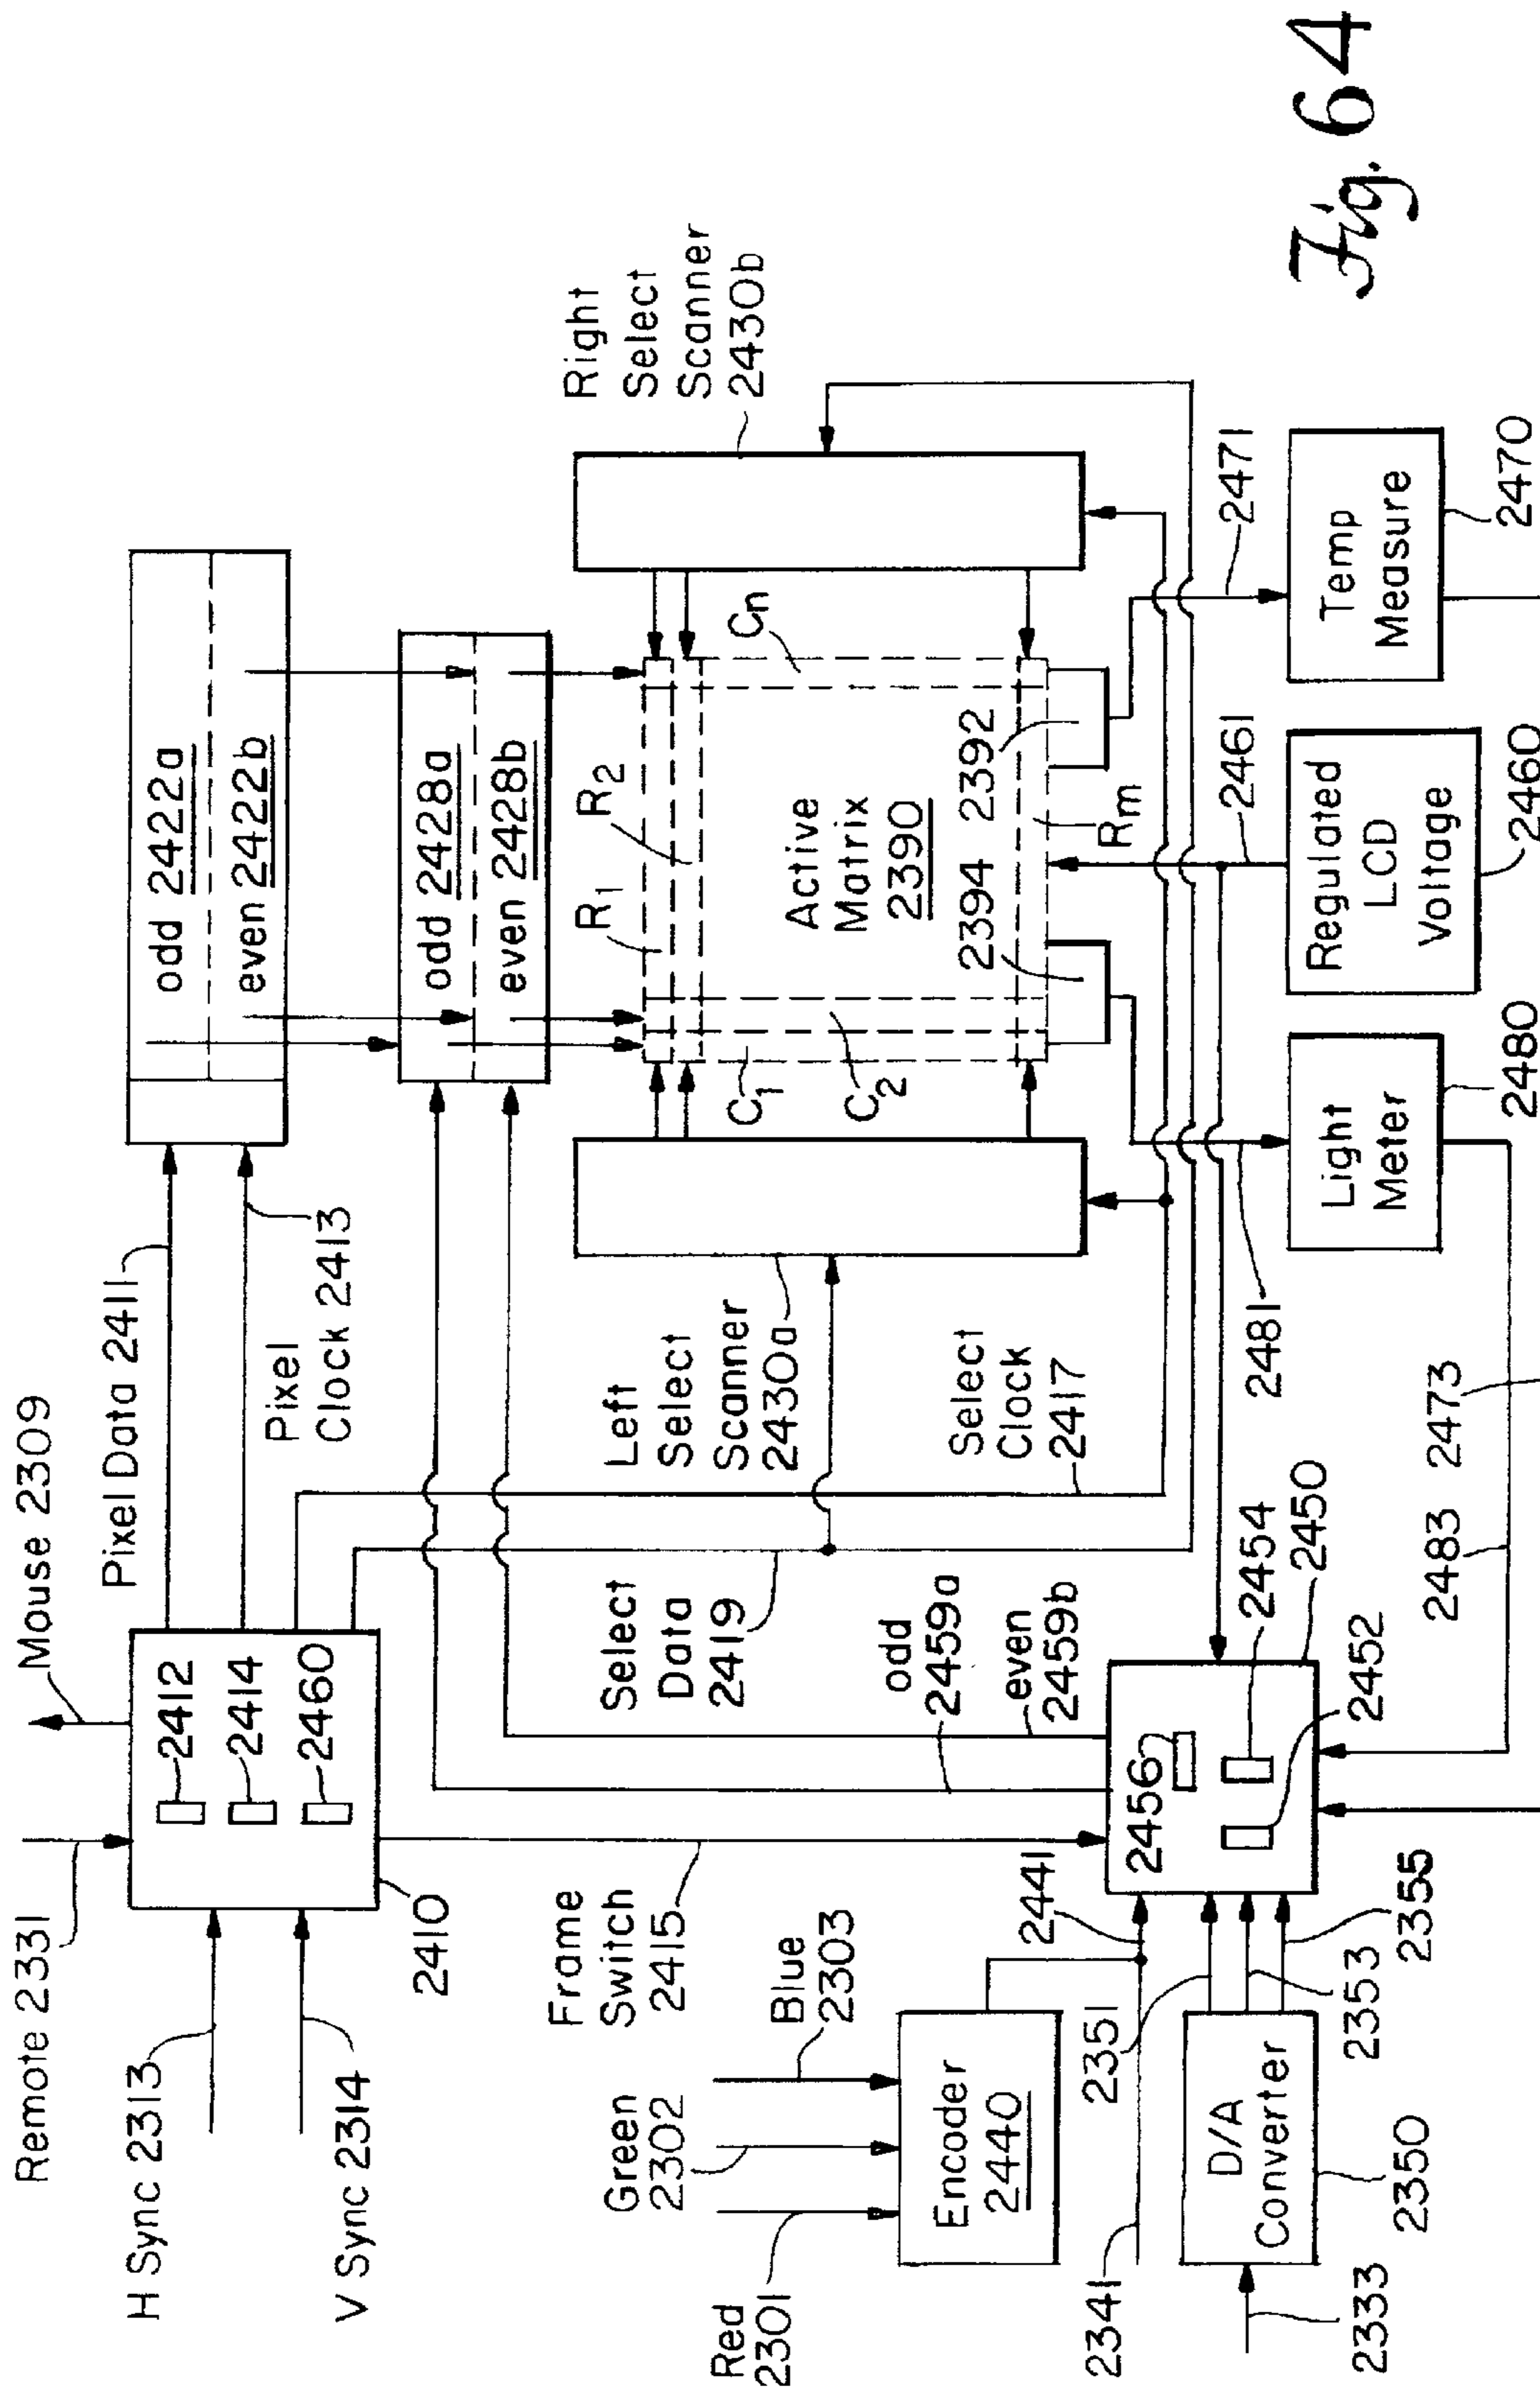 Remote 2331
Mouse 2309
H Sync 2313
V Sync 2314
2412
2414
2460
2410
Pixel Data 2411
Pixel
Clock 2413
odd 2422a
even 2422b
odd 2428a
even 2428b
Frame
Switch
2415
Select
Data
2419
odd
2459a
even
2459b
Left
Select
Scanner
2430a
Select
Clock
2417
Right
Select
Scanner
2430b
R1
R2
Rm
C1
C2
Cn
Active
Matrix
2390
2394
2392
Red
2301
Green
2302
Blue
2303
Encoder
2440
2441
2341
2333
D/A
Converter
2350
2351
2353
2355
2456
2454
2452
2450
2483
2473
2481
Light
Meter
2480
2461
Regulated
LCD
Voltage
2460
2471
Temp
Measure
2470
Fig. 64